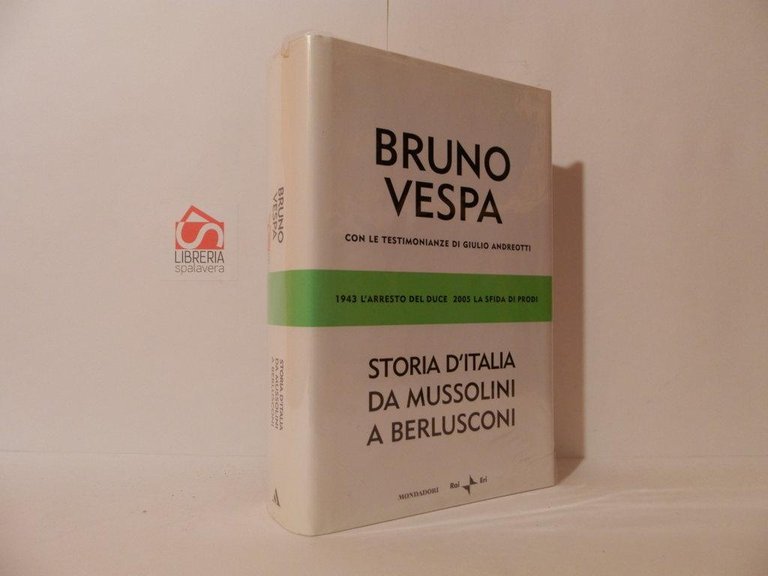 BRUNO
VESPA
CON LE TESTIMONIANZE DI GIULIO ANDREOTTI
1943 L'ARRESTO DEL DUCE 2005 LA SFIDA DI PRODI
STORIA D'ITALIA
DA MUSSOLINI
A BERLUSCONI
MONDADORI
Rai Eri
BRUNO
VESPA
STORIA D'ITALIA
DA MUSSOLINI
A BERLUSCONI
LIBRERIA
spalavera